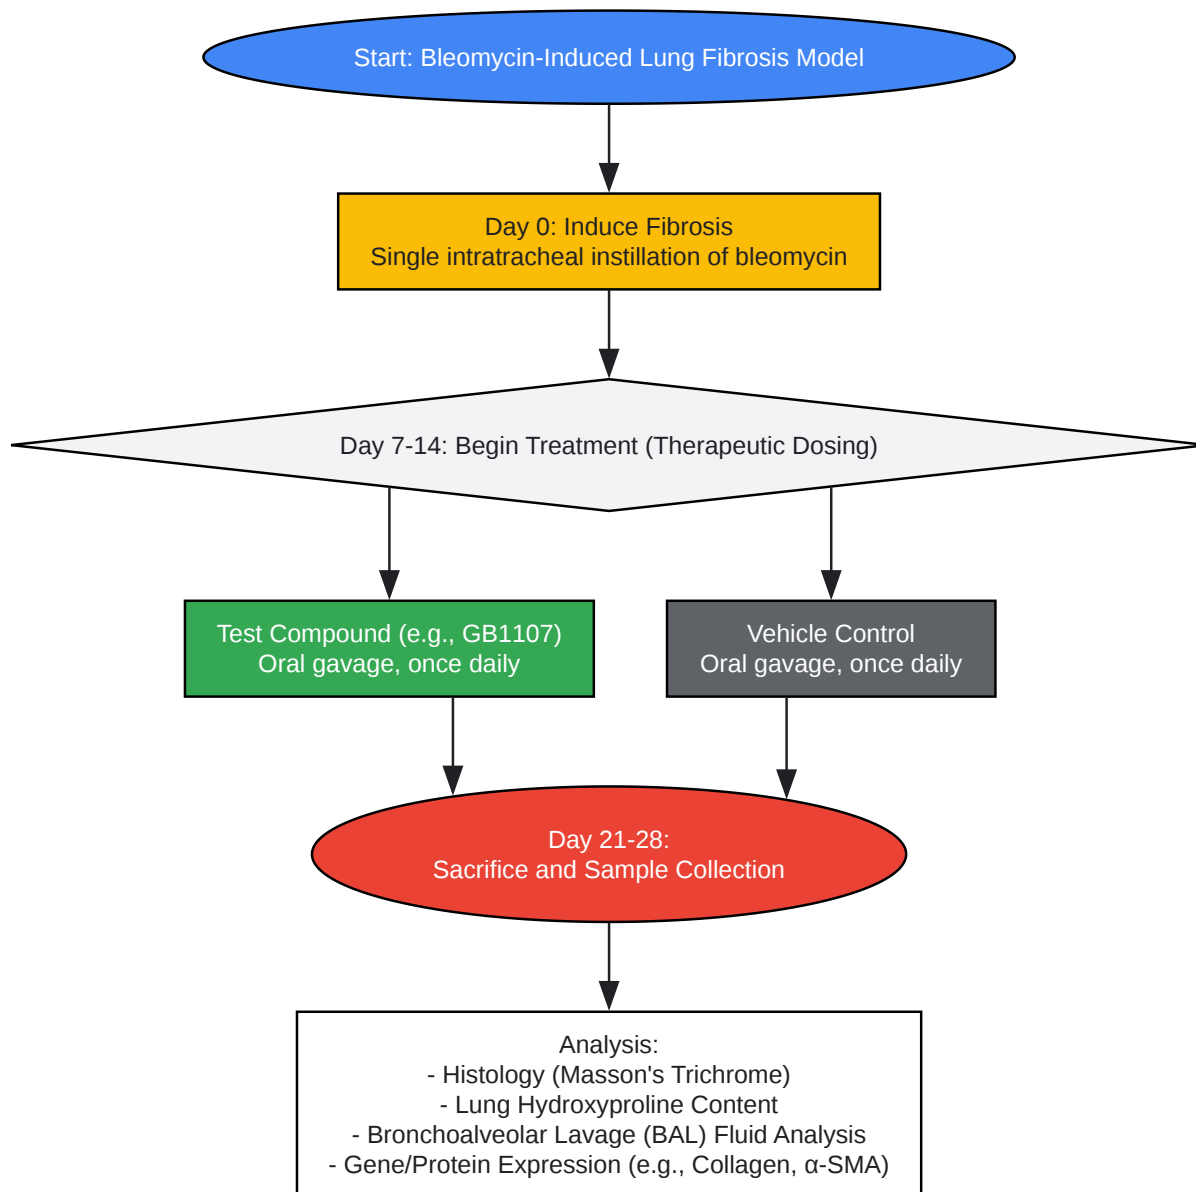 Start: Bleomycin-Induced Lung Fibrosis Model
Day 0: Induce Fibrosis
Single intratracheal instillation of bleomycin
Day 7-14: Begin Treatment (Therapeutic Dosing)
Test Compound (e.g., GB1107)
Oral gavage, once daily
Vehicle Control
Oral gavage, once daily
Day 21-28:
Sacrifice and Sample Collection
Analysis:
- Histology (Masson's Trichrome)
- Lung Hydroxyproline Content
- Bronchoalveolar Lavage (BAL) Fluid Analysis
- Gene/Protein Expression (e.g., Collagen, α-SMA)